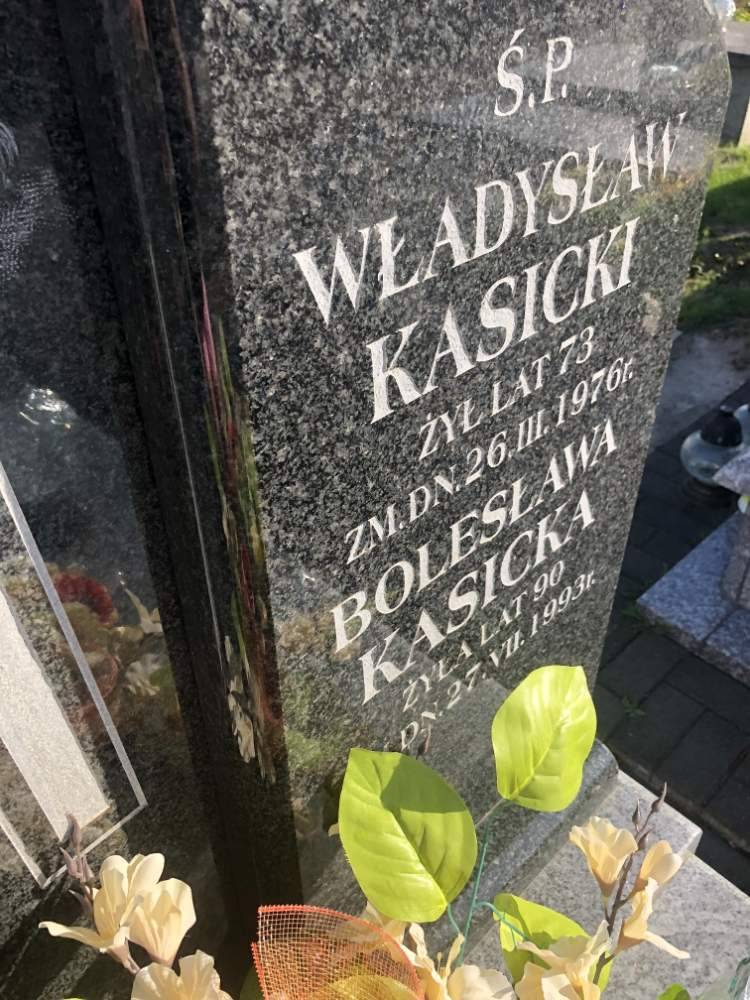 Ś.P.
WŁADYSŁAW
KASICKI
ŻYŁ LAT 73
ZM. DN. 26. III. 1976r.
BOLESŁAWA
KASICKA
ŻYŁA LAT 90
DN. 27. VII. 1993r.